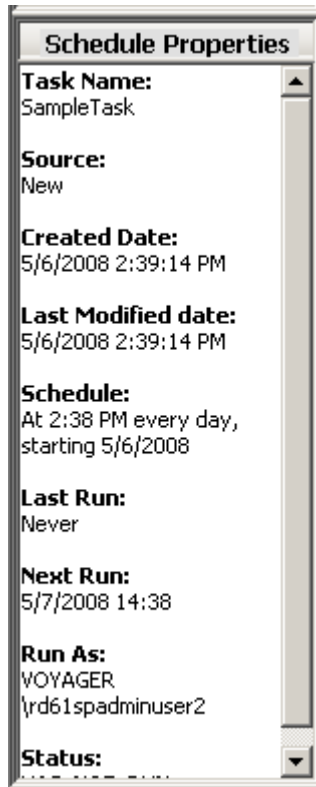 Schedule Properties
Task Name:
SampleTask
Source:
New
Created Date:
5/6/2008 2:39:14 PM
Last Modified date:
5/6/2008 2:39:14 PM
Schedule:
At 2:38 PM every day,
starting 5/6/2008
Last Run:
Never
Next Run:
5/7/2008 14:38
Run As:
VOYAGER
\rd61spadminuser2
Status: